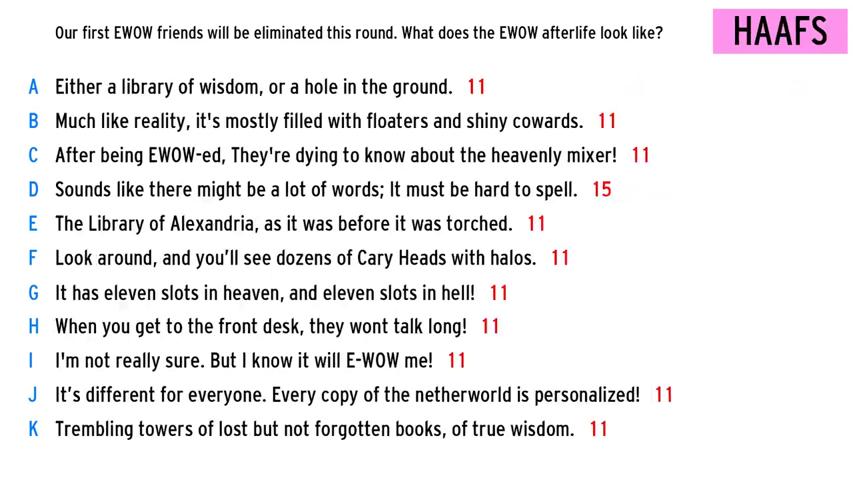 Our first EWOW friends will be eliminated this round. What does the EWOW afterlife look like?
HAAFS
A Either a library of wisdom, or a hole in the ground. 11
B Much like reality, it's mostly filled with floaters and shiny cowards. 11
C After being EWOW-ed, They're dying to know about the heavenly mixer! 11
D Sounds like there might be a lot of words; It must be hard to spell. 15
E The Library of Alexandria, as it was before it was torched. 11
F Look around, and you’ll see dozens of Cary Heads with halos. 11
G It has eleven slots in heaven, and eleven slots in hell! 11
H When you get to the front desk, they wont talk long! 11
I I'm not really sure. But I know it will E-WOW me! 11
J It’s different for everyone. Every copy of the netherworld is personalized! 11
K Trembling towers of lost but not forgotten books, of true wisdom. 11